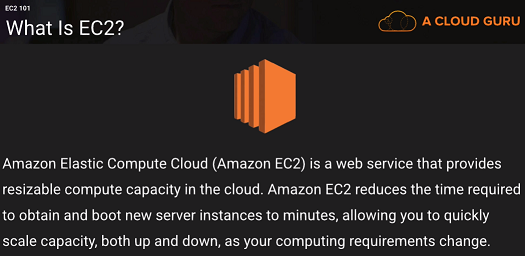 EC2 101
What Is EC2?
A CLOUD GURU
Amazon Elastic Compute Cloud (Amazon EC2) is a web service that provides
resizable compute capacity in the cloud. Amazon EC2 reduces the time required
to obtain and boot new server instances to minutes, allowing you to quickly
scale capacity, both up and down, as your computing requirements change.